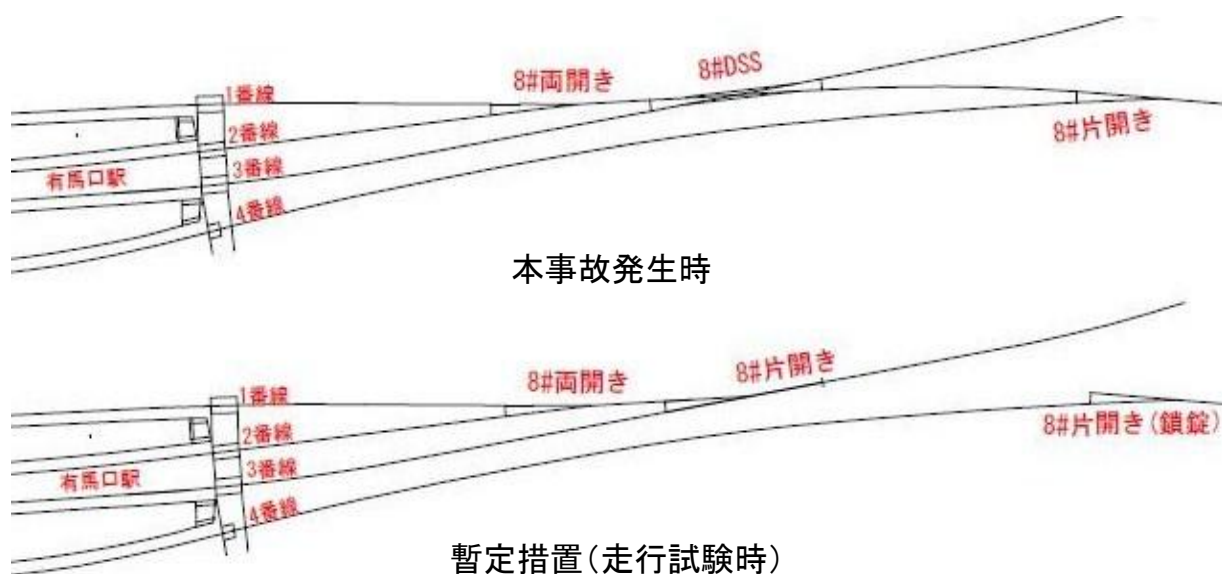 8#両開き
8#DSS
1番線
2番線
3番線
4番線
有馬口駅
8#片開き
本事故発生時
8#両開き
8#片開き
1番線
2番線
3番線
4番線
有馬口駅
8#片開き(鎖錠)
暫定措置(走行試験時)